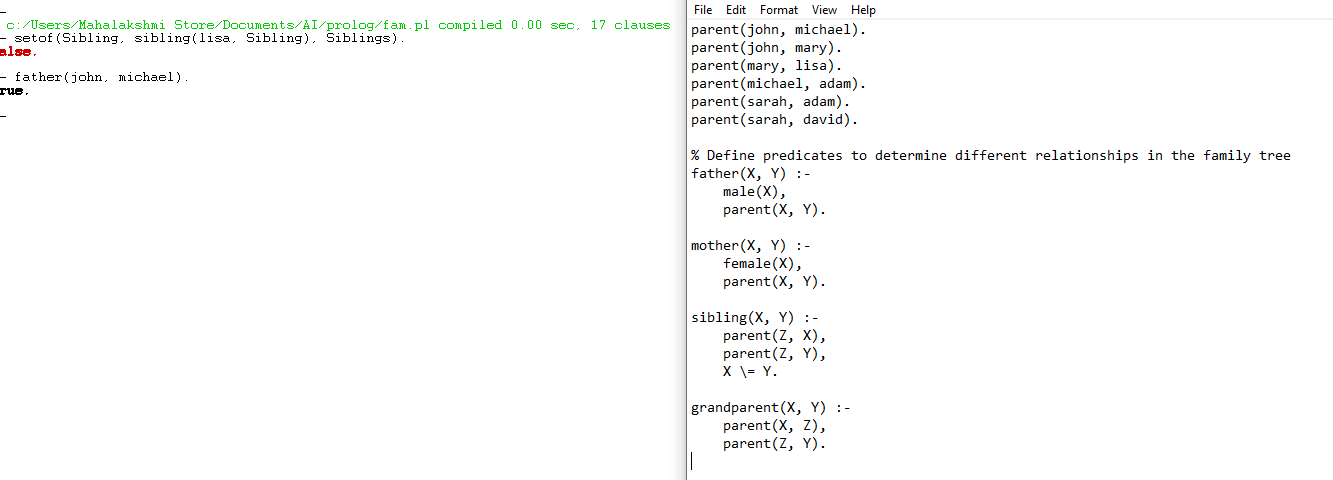 c:/Users/Mahalakshmi Store/Documents/AI/prolog/fam.pl compiled 0.00 sec, 17 clauses
- setof(Sibling, sibling(lisa, Sibling), Siblings).
alse.
- father(john, michael).
rue.
-
File Edit Format View Help
parent(john, michael).
parent(john, mary).
parent(mary, lisa).
parent(michael, adam).
parent(sarah, adam).
parent(sarah, david).
% Define predicates to determine different relationships in the family tree
father(X, Y) :-
    male(X),
    parent(X, Y).
mother(X, Y) :-
    female(X),
    parent(X, Y).
sibling(X, Y) :-
    parent(Z, X),
    parent(Z, Y),
    X \= Y.
grandparent(X, Y) :-
    parent(X, Z),
    parent(Z, Y).